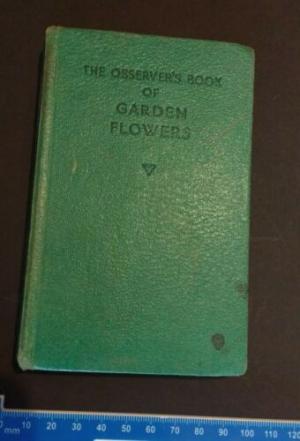 THE OBSERVER'S BOOK
OF
GARDEN
FLOWERS
mm 10 20 30 40 50 60 70 80 90 100 110 120